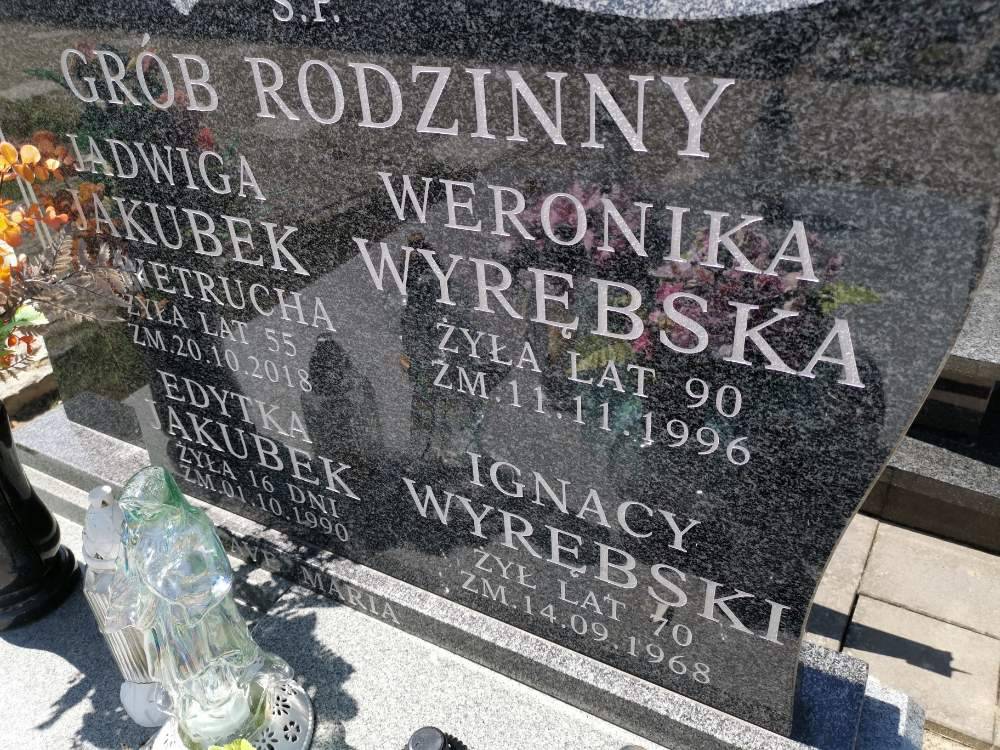 Ś.P.
GRÓB RODZINNY
JADWIGA
JAKUBEK
WETRUCHA
ŻYŁA LAT 55
ZM.20.10.2018
EDYTKA
JAKUBEK
ŻYŁA 16 DNI
ZM.01.10.1990
WERONIKA
WYRĘBSKA
ŻYŁA LAT 90
ZM.11.11.1996
IGNACY
WYRĘBSKI
ŻYŁ LAT 70
ZM.14.09.1968
MARIA